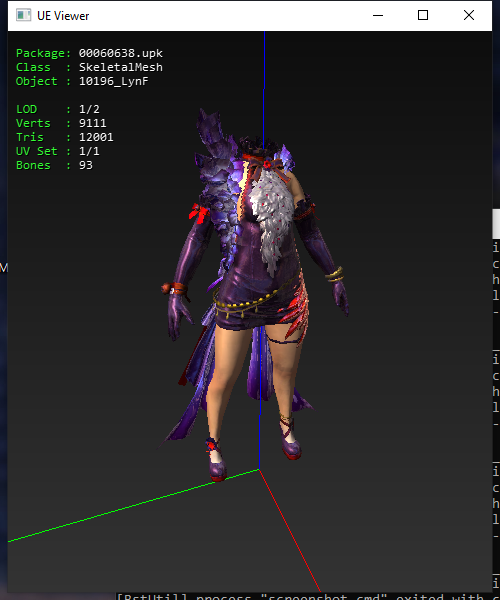 UE Viewer
Package: 00060638.upk
Class : SkeletalMesh
Object : 10196_LynF
LOD : 1/2
Verts : 9111
Tris : 12001
UV Set : 1/1
Bones : 93
M
i
c
h
l
-
i
c
h
l
-
i
c
h
l
-
i
[BstUtil] process "screenshot.cmd" exited with c